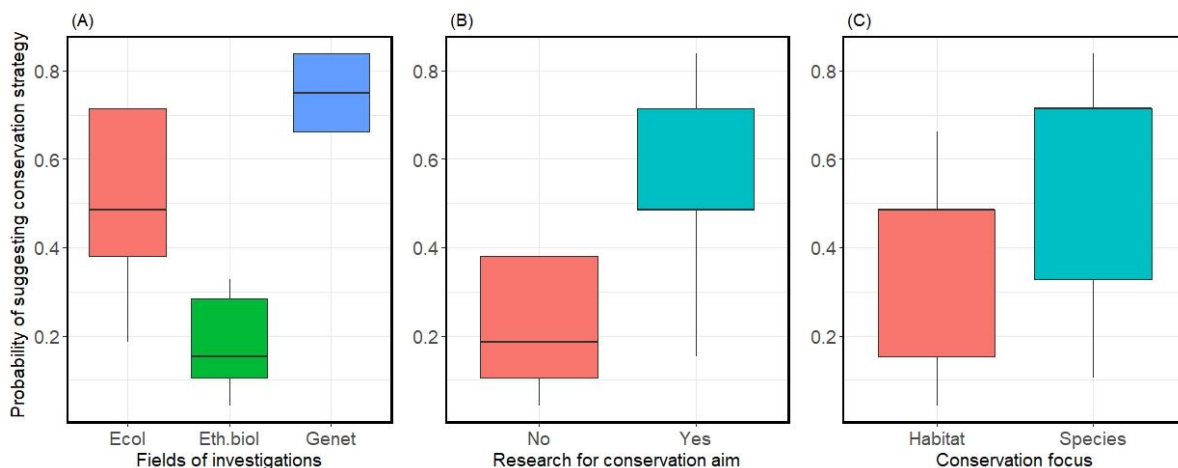 (A)
(B)
(C)
Probability of suggesting conservation strategy
0.8
0.6
0.4
0.2
Ecol
Eth.biol
Genet
Fields of investigations
0.8
0.6
0.4
0.2
No
Yes
Research for conservation aim
0.8
0.6
0.4
0.2
Habitat
Species
Conservation focus